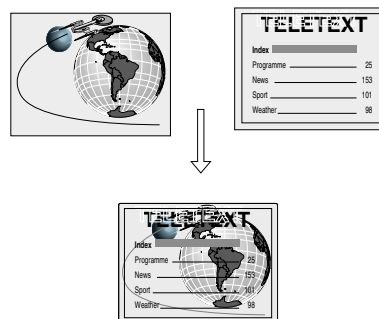 TELETEXT
Index
Programme 25
News 153
Sport 101
Weather 98
TELETEXT
Index
Programme 25
News 153
Sport 101
Weather 98